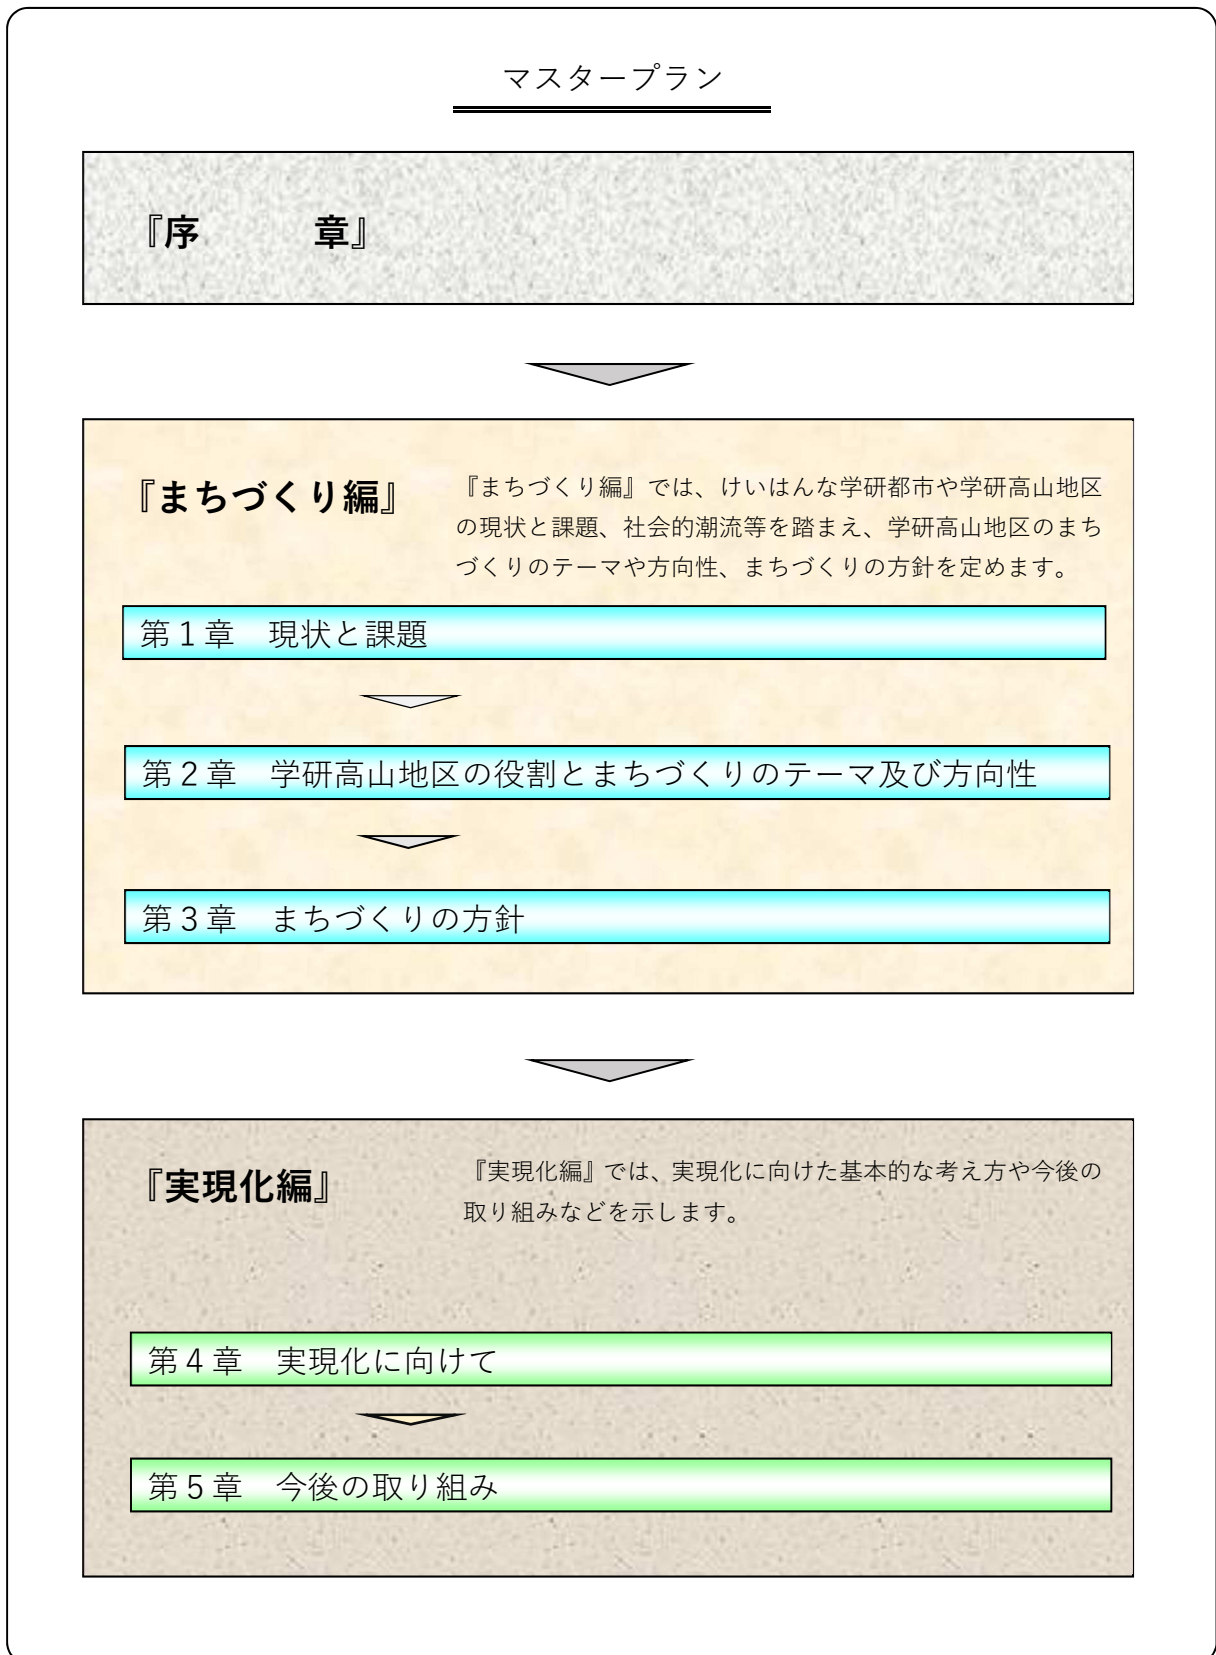 マスタープラン
『序　　　章』
『まちづくり編』
『まちづくり編』では、けいはんな学研都市や学研高山地区
の現状と課題、社会的潮流等を踏まえ、学研高山地区のまち
づくりのテーマや方向性、まちづくりの方針を定めます。
第１章　現状と課題
第２章　学研高山地区の役割とまちづくりのテーマ及び方向性
第３章　まちづくりの方針
『実現化編』
『実現化編』では、実現化に向けた基本的な考え方や今後の
取り組みなどを示します。
第４章　実現化に向けて
第５章　今後の取り組み